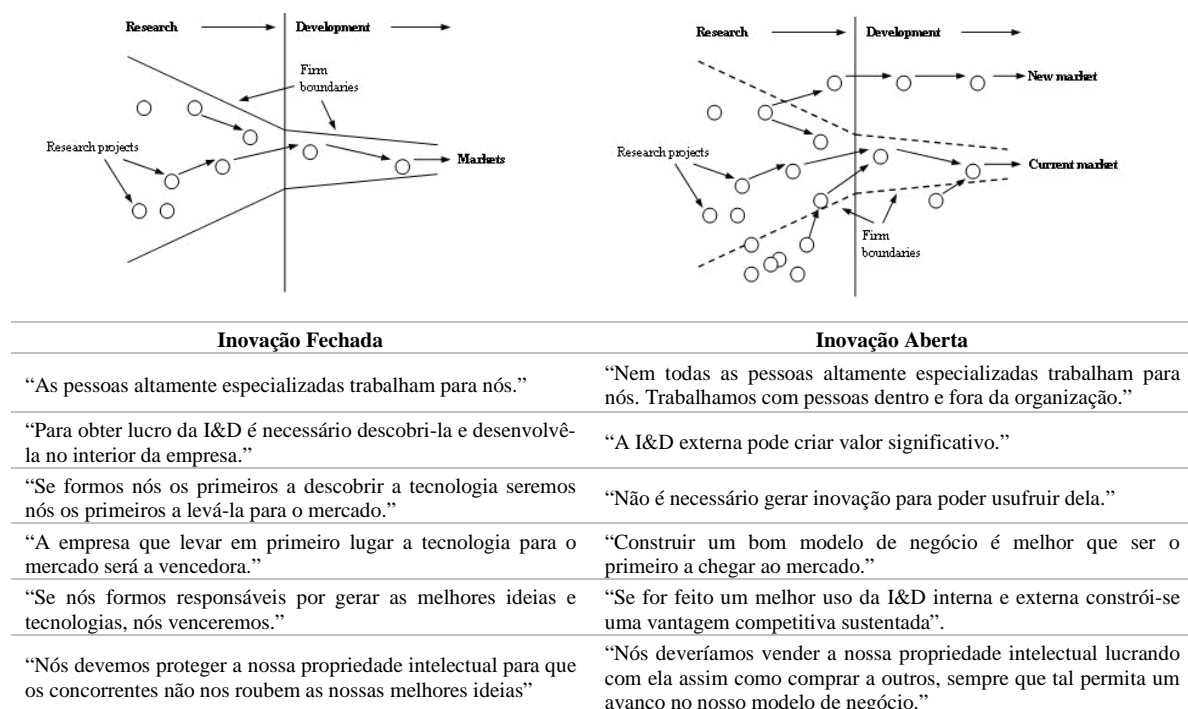 Research
Development
Firm
boundaries
Research projects
Markets
Research
Development
New market
Research projects
Current market
Firm
boundaries
Inovação Fechada
Inovação Aberta
“As pessoas altamente especializadas trabalham para nós.”
“Nem todas as pessoas altamente especializadas trabalham para
nós. Trabalhamos com pessoas dentro e fora da organização.”
“Para obter lucro da I&D é necessário descobri-la e desenvolvê-
la no interior da empresa.”
“A I&D externa pode criar valor significativo.”
“Se formos nós os primeiros a descobrir a tecnologia seremos
nós os primeiros a levá-la para o mercado.”
“Não é necessário gerar inovação para poder usufruir dela.”
“A empresa que levar em primeiro lugar a tecnologia para o
mercado será a vencedora.”
“Construir um bom modelo de negócio é melhor que ser o
primeiro a chegar ao mercado.”
“Se nós formos responsáveis por gerar as melhores ideias e
tecnologias, nós venceremos.”
“Se for feito um melhor uso da I&D interna e externa constrói-se
uma vantagem competitiva sustentada”.
“Nós devemos proteger a nossa propriedade intelectual para que
os concorrentes não nos roubem as nossas melhores ideias”
“Nós deveríamos vender a nossa propriedade intelectual lucrando
com ela assim como comprar a outros, sempre que tal permita um
avanço no nosso modelo de negócio.”